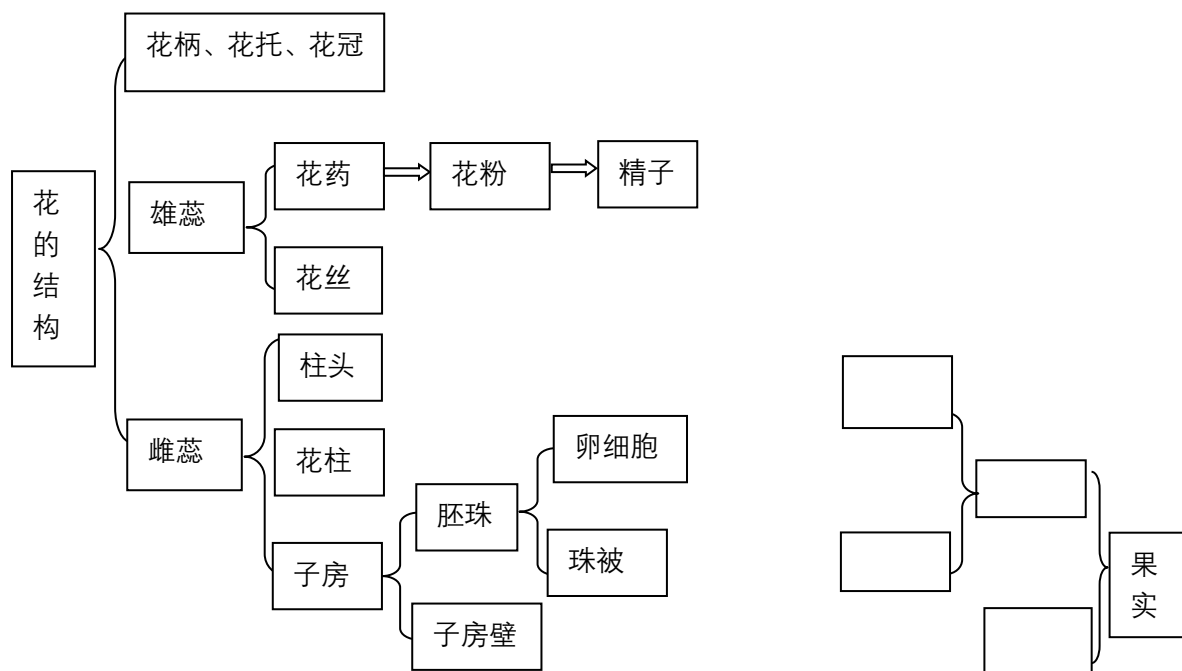 花柄、花托、花冠
花的结构
雄蕊
花药
花粉
精子
花丝
雌蕊
柱头
花柱
子房
胚珠
卵细胞
珠被
子房壁
果实